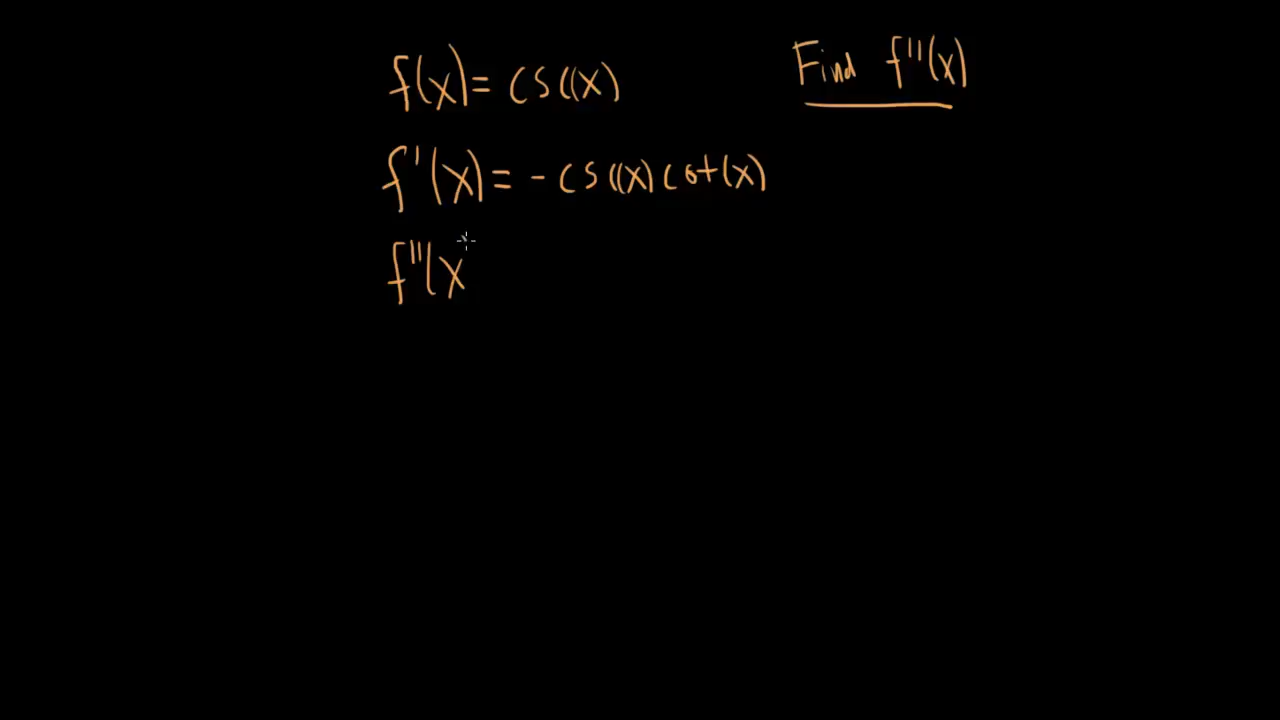 f(x)= csc(x)
Find f''(x)
f'(x)= -csc(x)cot(x)
f''(x